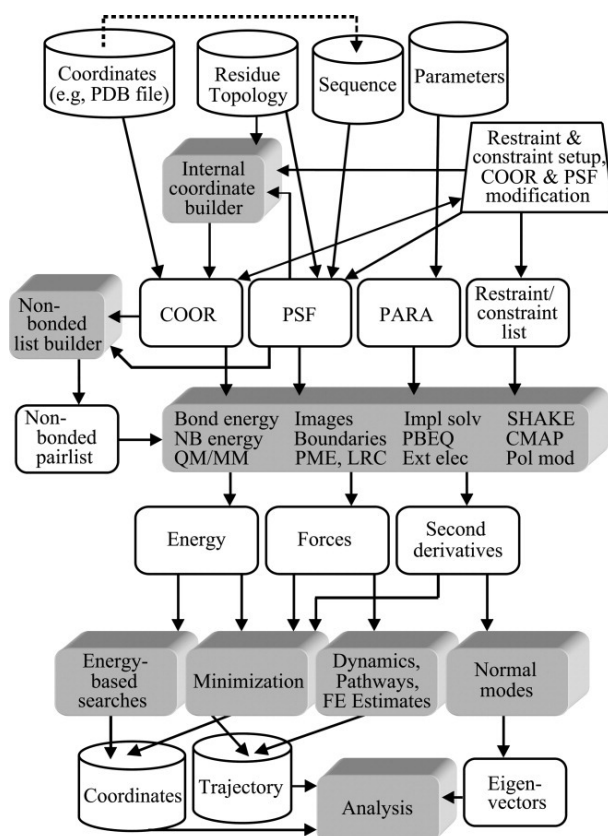 Coordinates
(e.g, PDB file)
Residue
Topology
Sequence
Parameters
Restraint &
constraint setup,
COOR & PSF
modification
Internal
coordinate
builder
Non-
bonded
list builder
COOR
PSF
PARA
Restraint/
constraint
list
Non-
bonded
pairlist
Bond energy
NB energy
QM/MM
Images
Boundaries
PME, LRC
Impl solv
PBEQ
Ext elec
SHAKE
CMAP
Pol mod
Energy
Forces
Second
derivatives
Energy-
based
searches
Minimization
Dynamics,
Pathways,
FE Estimates
Normal
modes
Coordinates
Trajectory
Analysis
Eigen-
vectors